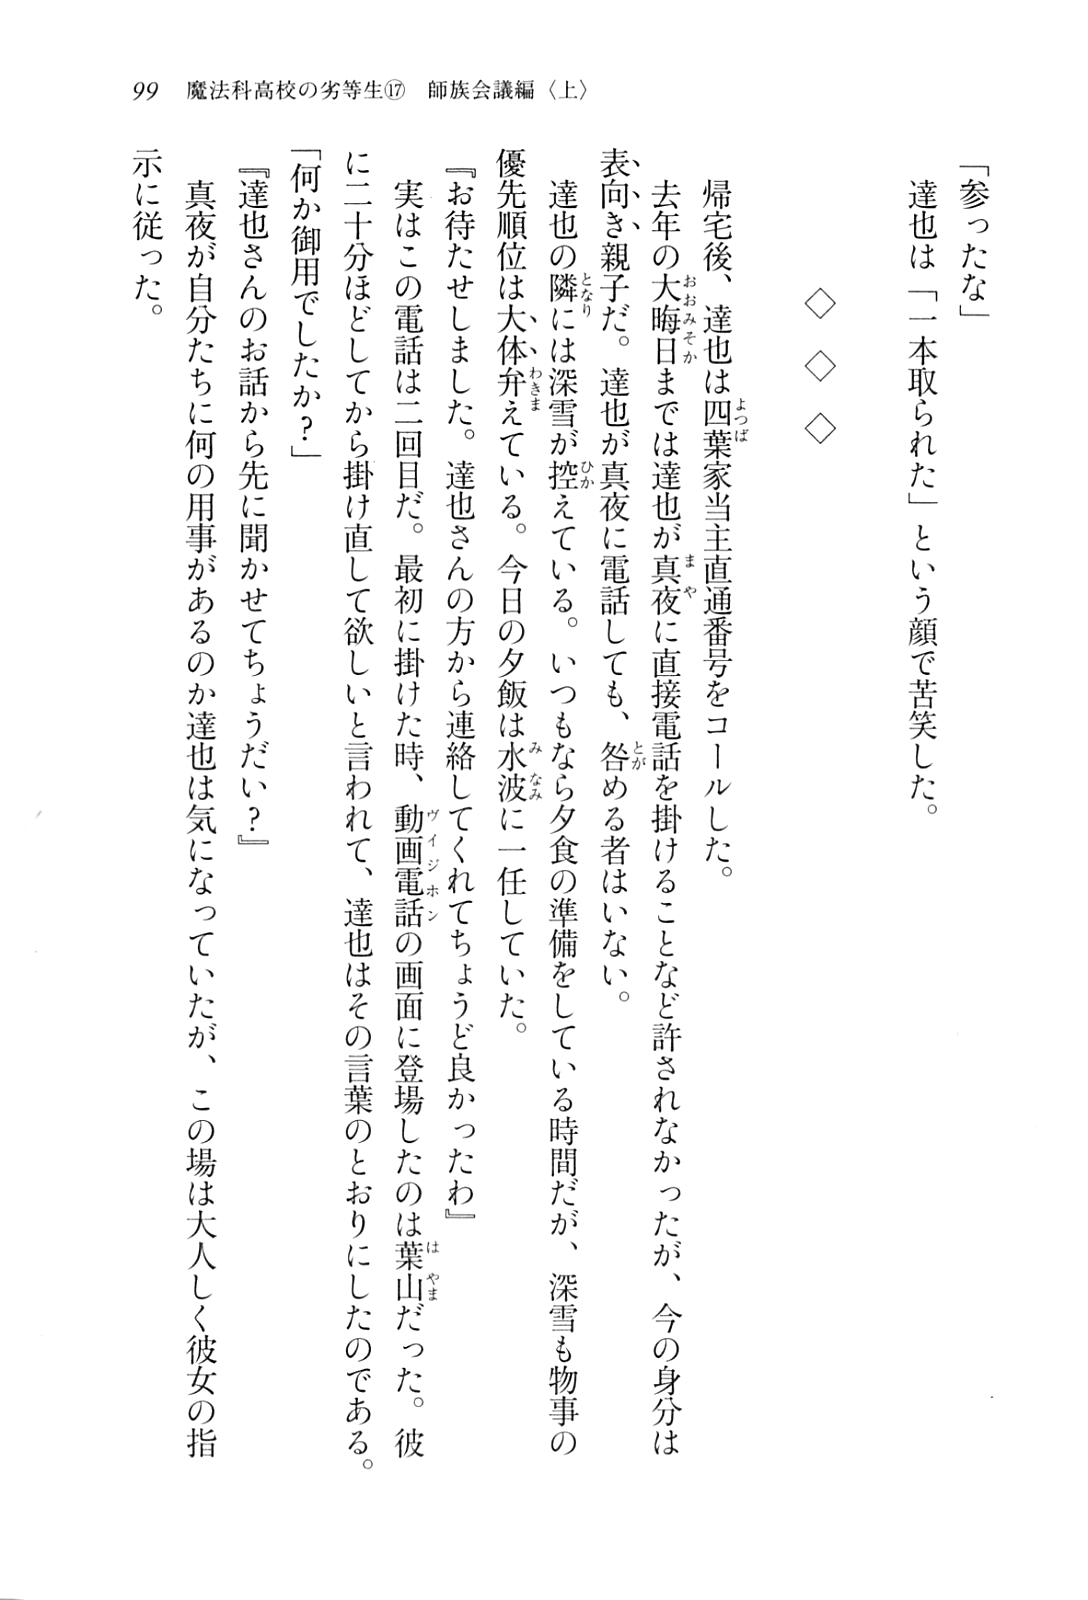 99　魔法科高校の劣等生⑰　師族会議編〈上〉
「参ったな」
　達也は「一本取られた」という顔で苦笑した。
◇　◇　◇
　帰宅後、達也は四葉家当主直通番号をコールした。
　去年の大晦日までは達也が真夜に直接電話を掛けることなど許されなかったが、今の身分は
表向き親子だ。達也が真夜に電話しても、咎める者はいない。
　達也の隣には深雪が控えている。いつもなら夕食の準備をしている時間だが、深雪も物事の
優先順位は大体弁えている。今日の夕飯は水波に一任していた。
『お待たせしました。達也さんの方から連絡してくれてちょうど良かったわ』
　実はこの電話は二回目だ。最初に掛けた時、動画電話の画面に登場したのは葉山だった。彼
に二十分ほどしてから掛け直して欲しいと言われて、達也はその言葉のとおりにしたのである。
「何か御用でしたか？」
『達也さんのお話から先に聞かせてちょうだい？』
　真夜が自分たちに何の用事があるのか達也は気になっていたが、この場は大人しく彼女の指
示に従った。